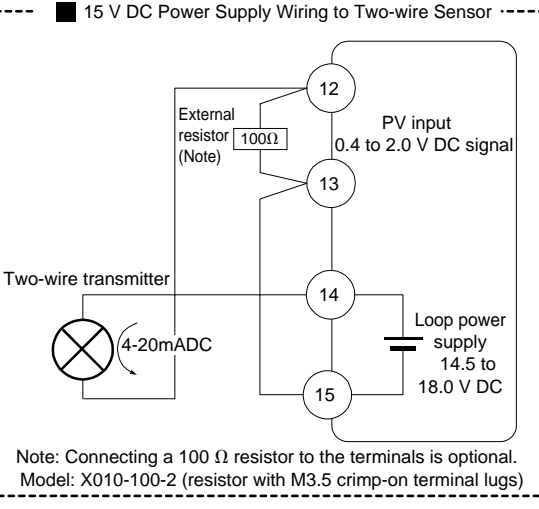 15 V DC Power Supply Wiring to Two-wire Sensor
12
External
resistor
(Note)
100Ω
PV input
0.4 to 2.0 V DC signal
13
Two-wire transmitter
14
4-20mADC
Loop power
supply
14.5 to
18.0 V DC
15
Note: Connecting a 100 Ω resistor to the terminals is optional.
Model: X010-100-2 (resistor with M3.5 crimp-on terminal lugs)